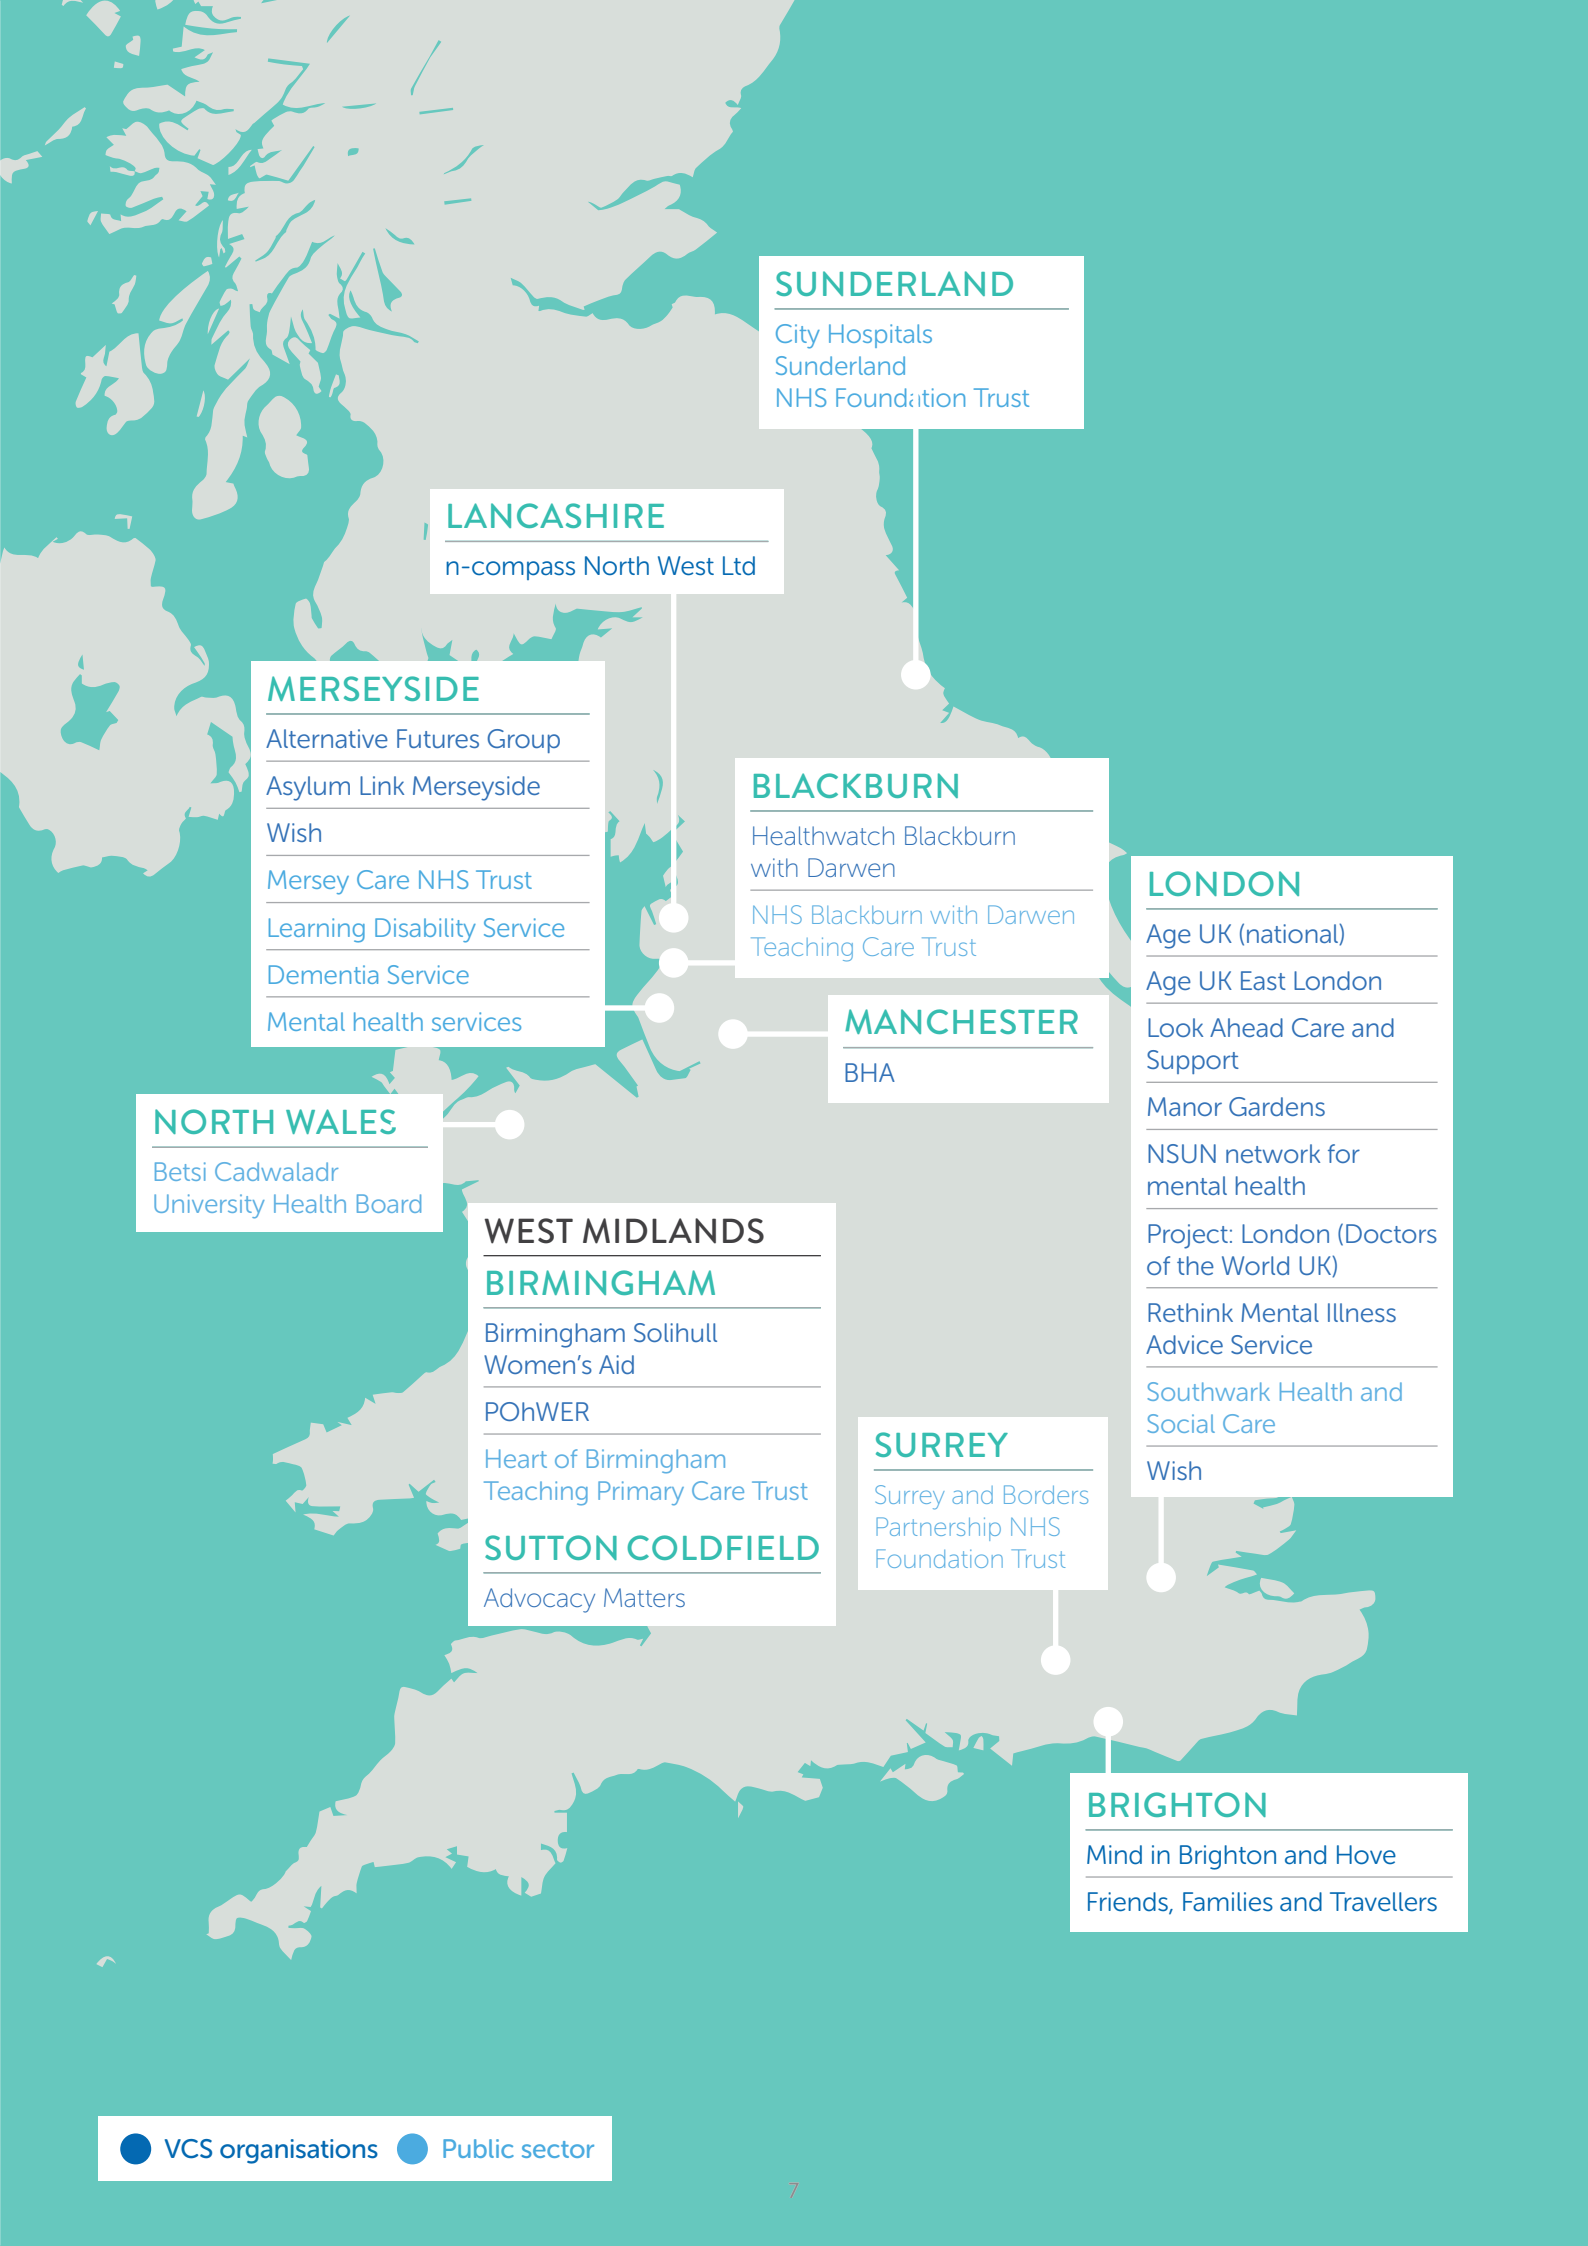 SUNDERLAND
City Hospitals
Sunderland
NHS Foundation Trust
LANCASHIRE
n-compass North West Ltd
MERSEYSIDE
Alternative Futures Group
Asylum Link Merseyside
Wish
Mersey Care NHS Trust
Learning Disability Service
Dementia Service
Mental health services
BLACKBURN
Healthwatch Blackburn
with Darwen
NHS Blackburn with Darwen
Teaching Care Trust
LONDON
Age UK (national)
Age UK East London
Look Ahead Care and
Support
Manor Gardens
NSUN network for
mental health
Project: London (Doctors
of the World UK)
Rethink Mental Illness
Advice Service
Southwark Health and
Social Care
Wish
MANCHESTER
BHA
NORTH WALES
Betsi Cadwaladr
University Health Board
WEST MIDLANDS
BIRMINGHAM
Birmingham Solihull
Women’s Aid
POhWER
Heart of Birmingham
Teaching Primary Care Trust
SUTTON COLDFIELD
Advocacy Matters
SURREY
Surrey and Borders
Partnership NHS
Foundation Trust
BRIGHTON
Mind in Brighton and Hove
Friends, Families and Travellers
VCS organisations
Public sector
7